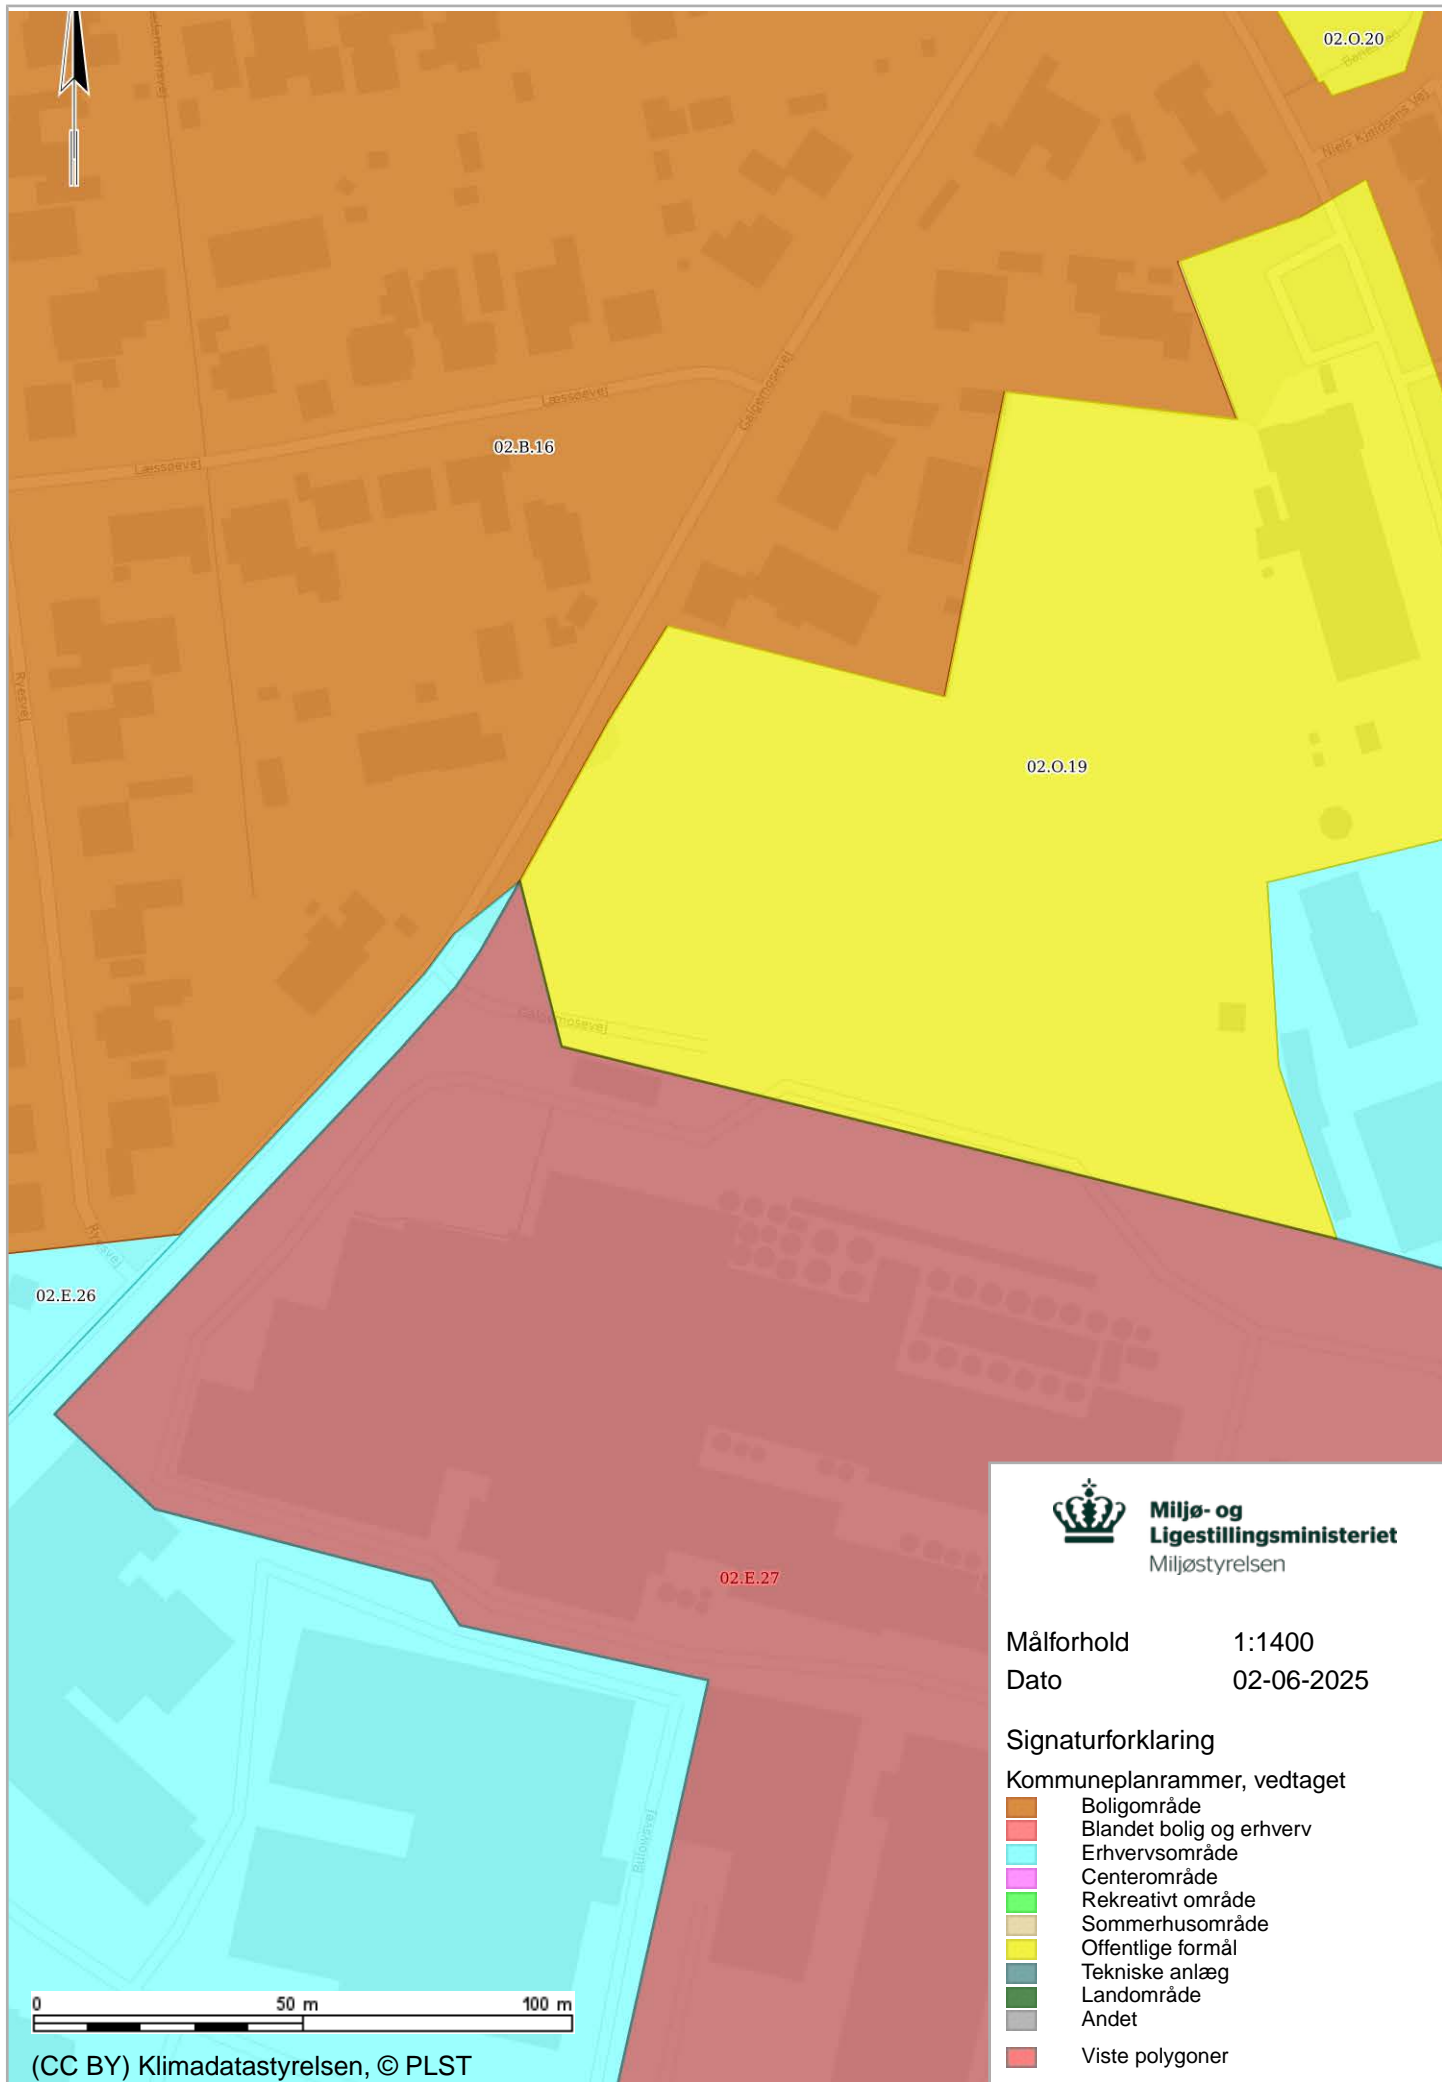 02.O.20
Niels Kjeldsens Vej
Læssøevej
Galgemosevej
02.B.16
Læssøevej
Ryesvej
02.O.19
Galgemosevej
Ryesvej
02.E.26
02.E.27
Bülowsvej
Miljø- og
Ligestillingsministeriet
Miljøstyrelsen
Målforhold 1:1400
Dato 02-06-2025
Signaturforklaring
Kommuneplanrammer, vedtaget
Boligområde
Blandet bolig og erhverv
Erhvervsområde
Centerområde
Rekreativt område
Sommerhusområde
Offentlige formål
Tekniske anlæg
Landområde
Andet
Viste polygoner
0 50 m 100 m
(CC BY) Klimadatastyrelsen, © PLST